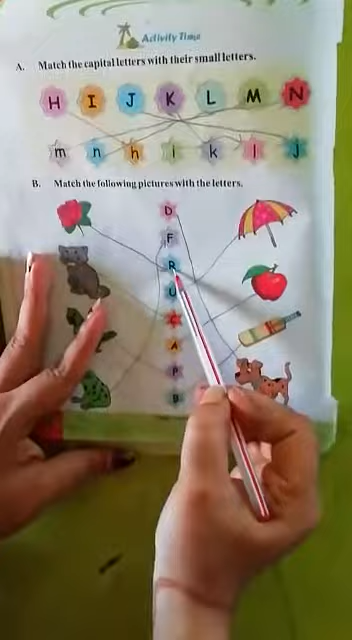 Activity Time
A. Match the capital letters with their small letters.
H I J K L M N
m n h i k l j
B. Match the following pictures with the letters.
D
F
R
U
C
A
P
B